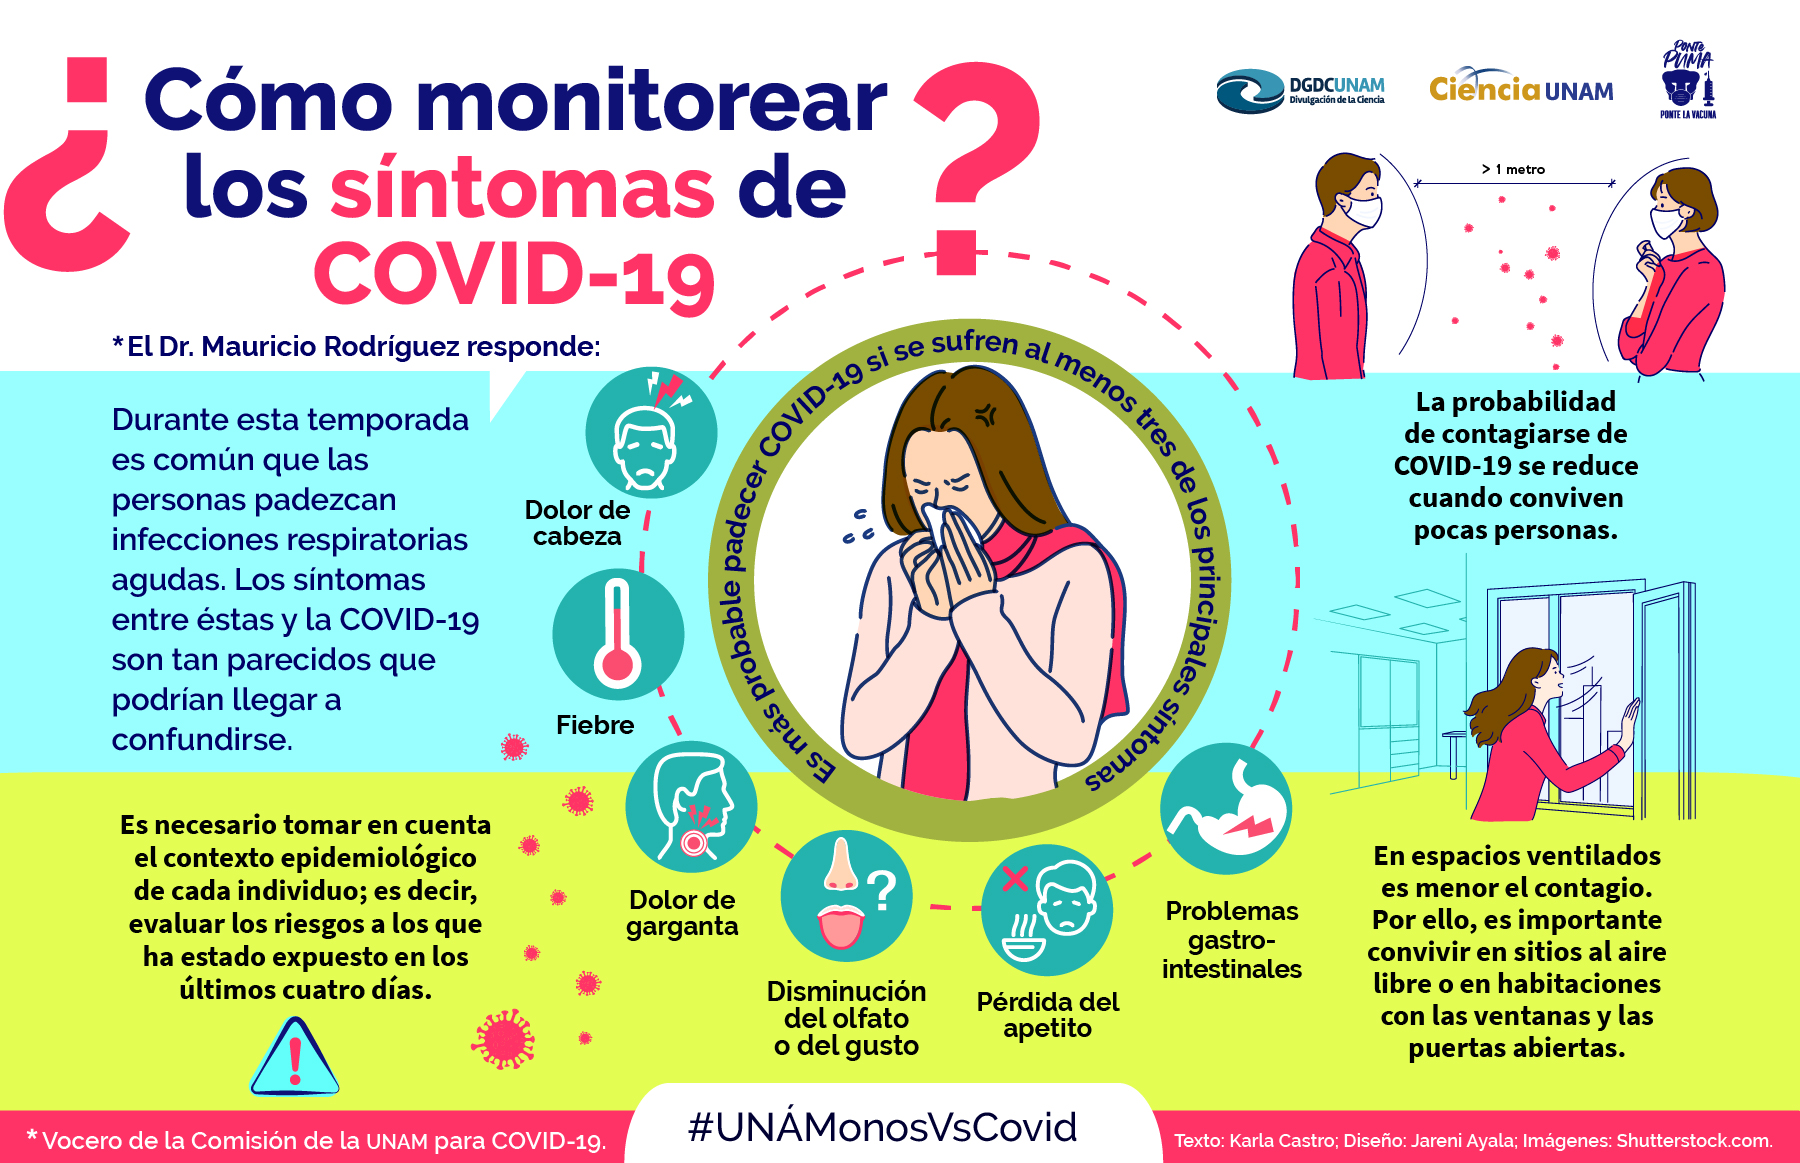 ¿Cómo monitorear
los síntomas de
COVID-19?
DGDCUNAM
Divulgación de la Ciencia
Ciencia UNAM
PONTE
PUMA
PONTE LA VACUNA
*El Dr. Mauricio Rodríguez responde:
Durante esta temporada
es común que las
personas padezcan
infecciones respiratorias
agudas. Los síntomas
entre éstas y la COVID-19
son tan parecidos que
podrían llegar a
confundirse.
Es necesario tomar en cuenta
el contexto epidemiológico
de cada individuo; es decir,
evaluar los riesgos a los que
ha estado expuesto en los
últimos cuatro días.
Es más probable padecer COVID-19 si se sufren al menos tres de los principales síntomas
Dolor de
cabeza
Fiebre
Dolor de
garganta
Disminución
del olfato
o del gusto
Pérdida del
apetito
Problemas
gastro-
intestinales
> 1 metro
La probabilidad
de contagiarse de
COVID-19 se reduce
cuando conviven
pocas personas.
En espacios ventilados
es menor el contagio.
Por ello, es importante
convivir en sitios al aire
libre o en habitaciones
con las ventanas y las
puertas abiertas.
* Vocero de la Comisión de la UNAM para COVID-19.
#UNÁMonosVsCovid
Texto: Karla Castro; Diseño: Jareni Ayala; Imágenes: Shutterstock.com.